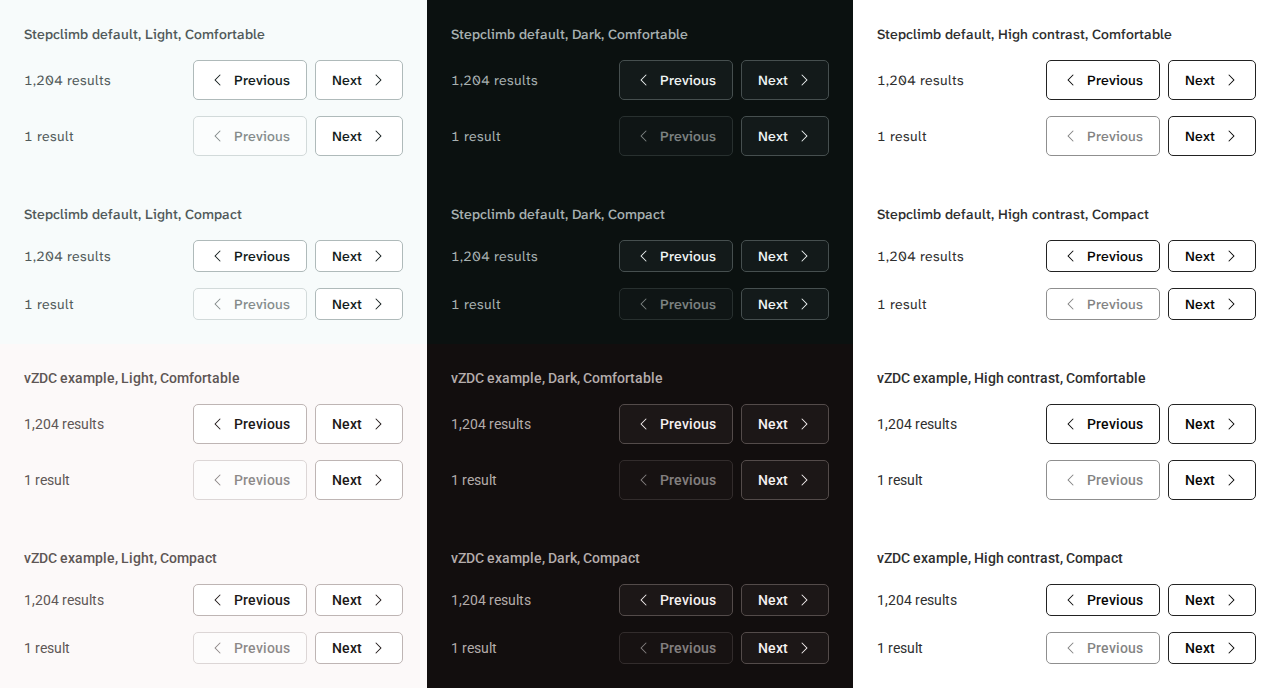 Stepclimb default, Light, Comfortable
1,204 results Previous Next
1 result Previous Next
Stepclimb default, Light, Compact
1,204 results Previous Next
1 result Previous Next
vZDC example, Light, Comfortable
1,204 results Previous Next
1 result Previous Next
vZDC example, Light, Compact
1,204 results Previous Next
1 result Previous Next
Stepclimb default, Dark, Comfortable
1,204 results Previous Next
1 result Previous Next
Stepclimb default, Dark, Compact
1,204 results Previous Next
1 result Previous Next
vZDC example, Dark, Comfortable
1,204 results Previous Next
1 result Previous Next
vZDC example, Dark, Compact
1,204 results Previous Next
1 result Previous Next
Stepclimb default, High contrast, Comfortable
1,204 results Previous Next
1 result Previous Next
Stepclimb default, High contrast, Compact
1,204 results Previous Next
1 result Previous Next
vZDC example, High contrast, Comfortable
1,204 results Previous Next
1 result Previous Next
vZDC example, High contrast, Compact
1,204 results Previous Next
1 result Previous Next